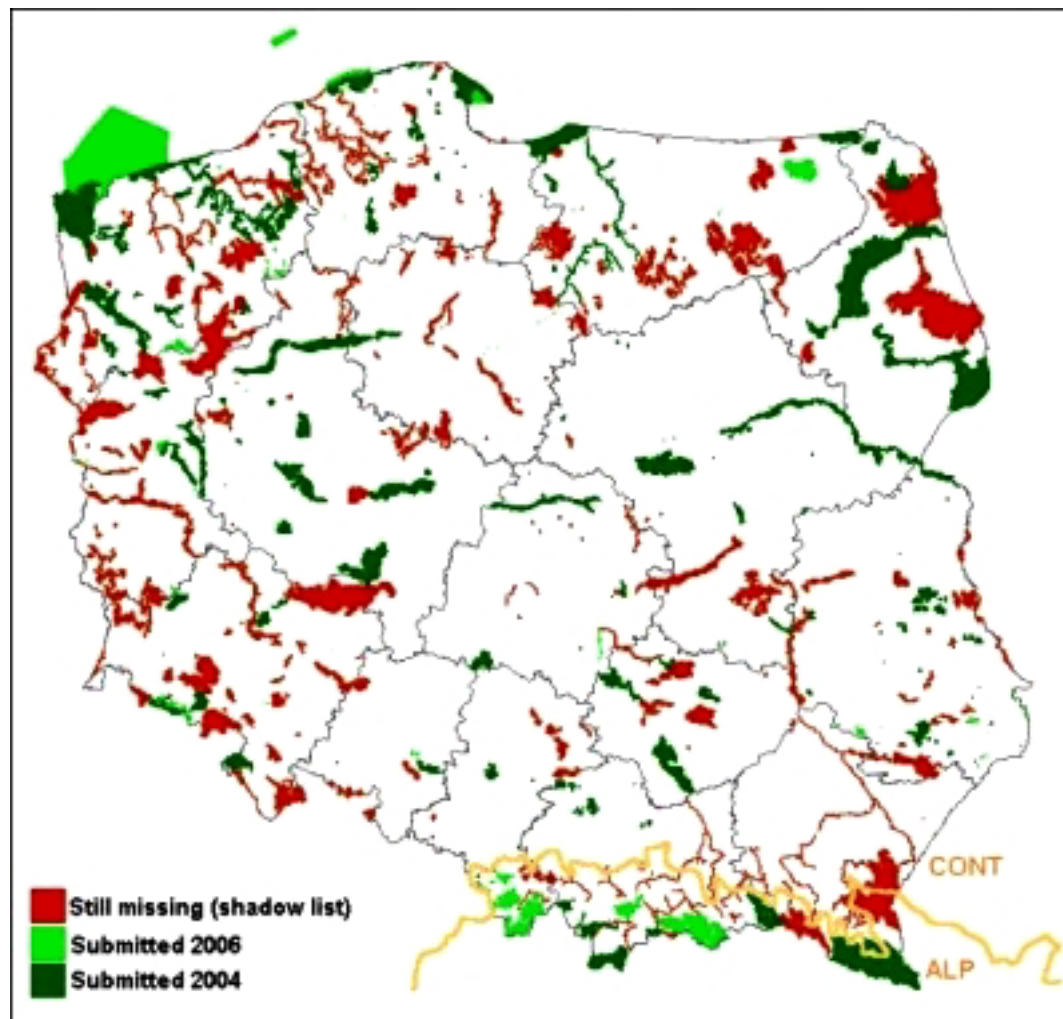 CONT
ALP
Still missing (shadow list)
Submitted 2006
Submitted 2004